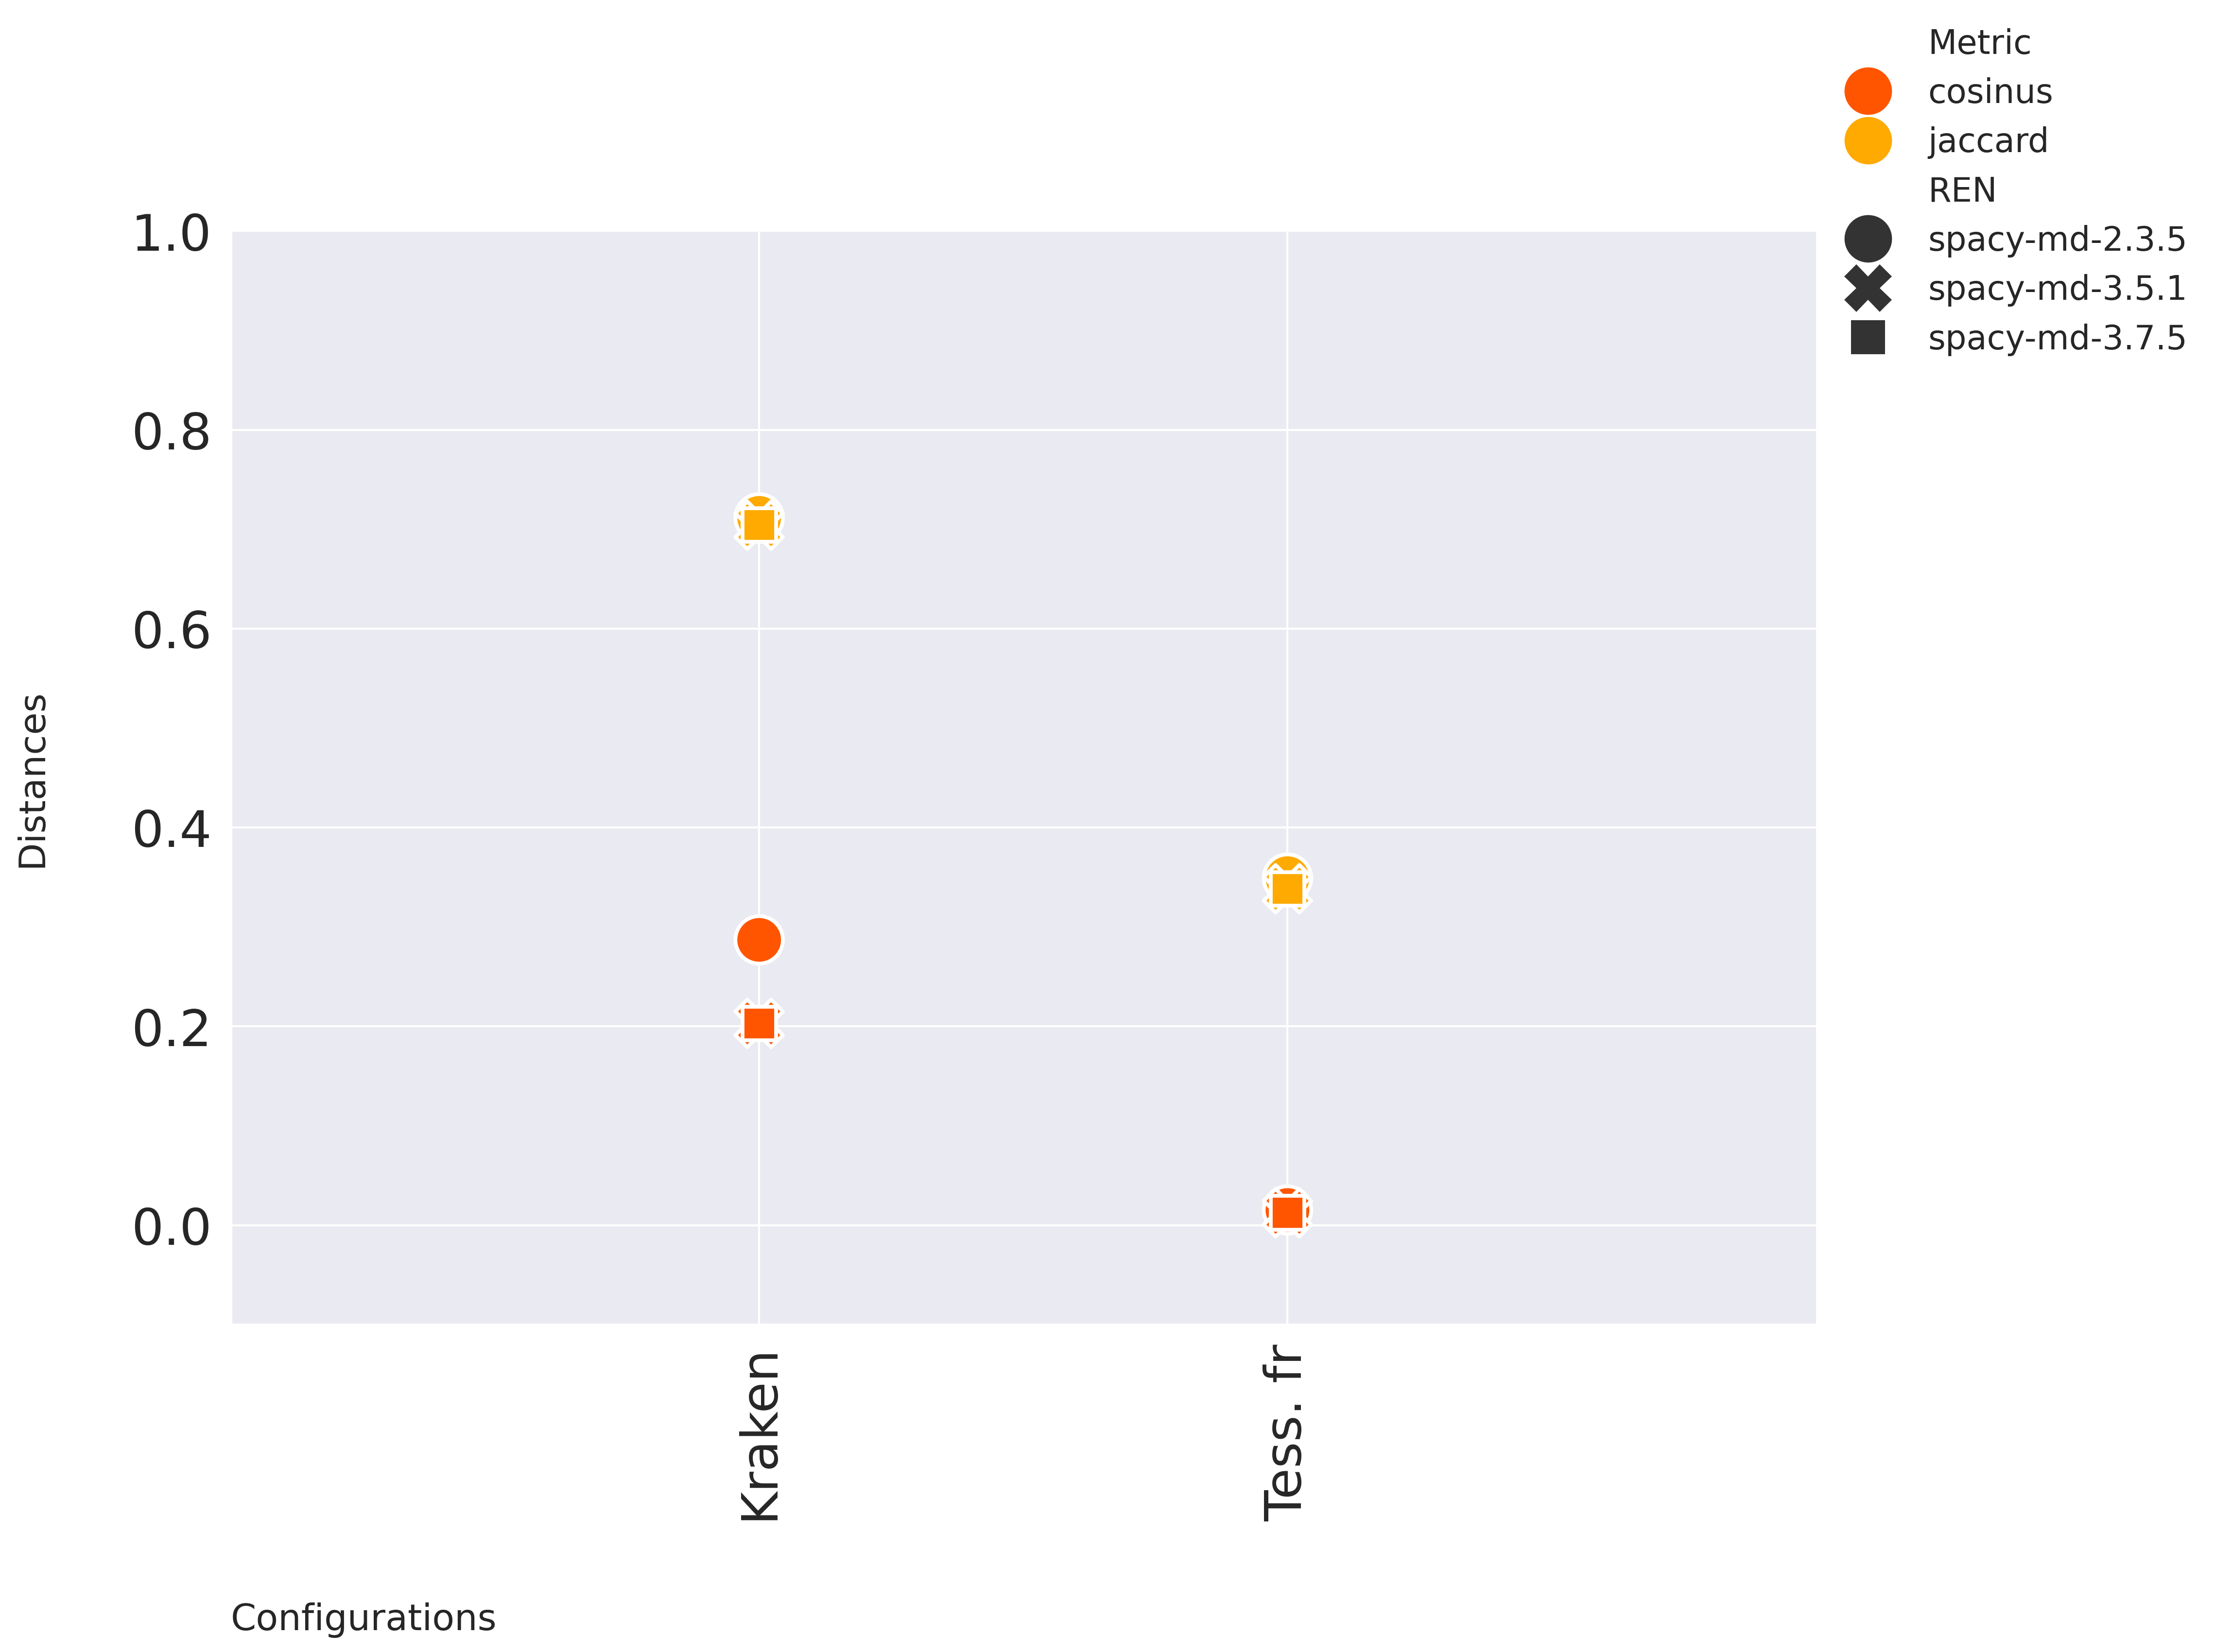 Metric
cosinus
jaccard
REN
spacy-md-2.3.5
spacy-md-3.5.1
spacy-md-3.7.5
1.0
0.8
0.6
0.4
0.2
0.0
Distances
Kraken
Tess. fr
Configurations